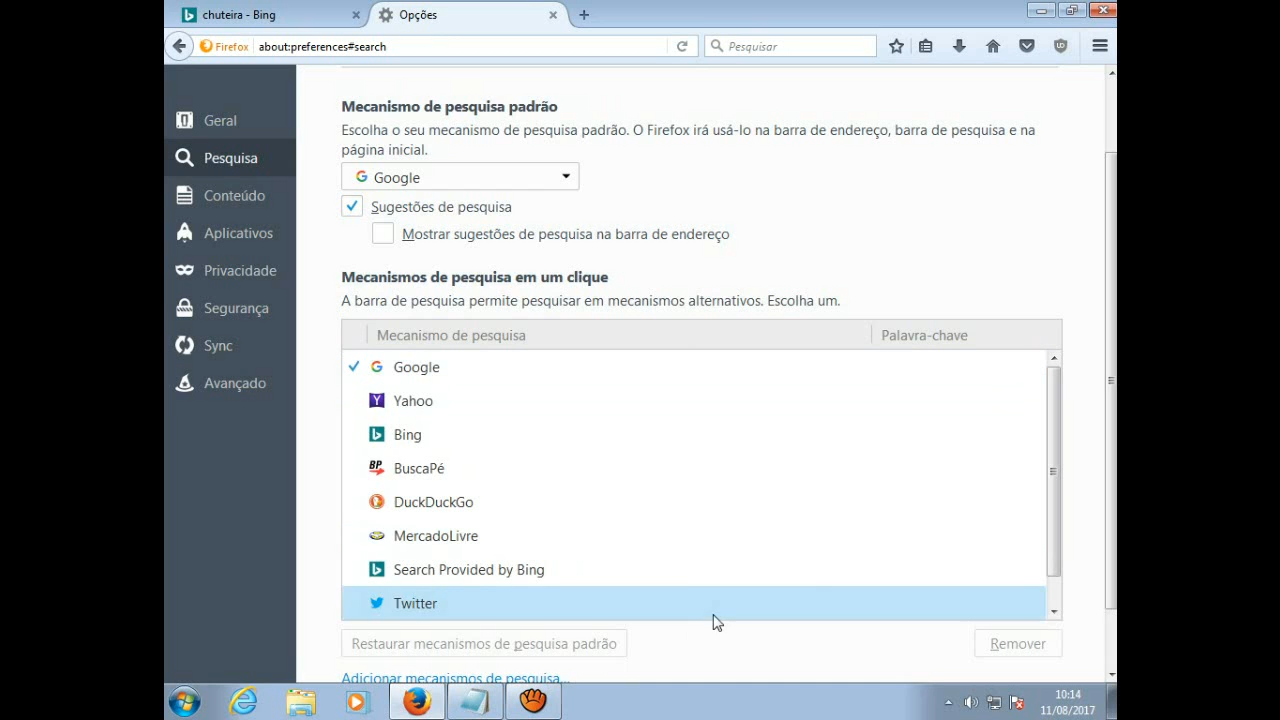 chuteira - Bing
Opções
Firefox
about:preferences#search
Pesquisar
Geral
Pesquisa
Conteúdo
Aplicativos
Privacidade
Segurança
Sync
Avançado
Mecanismo de pesquisa padrão
Escolha o seu mecanismo de pesquisa padrão. O Firefox irá usá-lo na barra de endereço, barra de pesquisa e na
página inicial.
Google
Sugestões de pesquisa
Mostrar sugestões de pesquisa na barra de endereço
Mecanismos de pesquisa em um clique
A barra de pesquisa permite pesquisar em mecanismos alternativos. Escolha um.
Mecanismo de pesquisa Palavra-chave
Google
Yahoo
Bing
BP BuscaPé
DuckDuckGo
MercadoLivre
Search Provided by Bing
Twitter
Restaurar mecanismos de pesquisa padrão Remover
Adicionar mecanismos de pesquisa...
10:14
11/08/2017